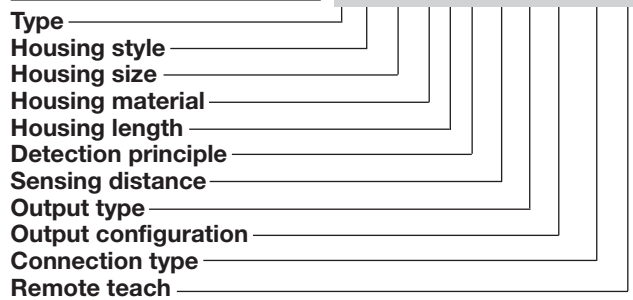 Type
Housing style
Housing size
Housing material
Housing length
Detection principle
Sensing distance
Output type
Output configuration
Connection type
Remote teach